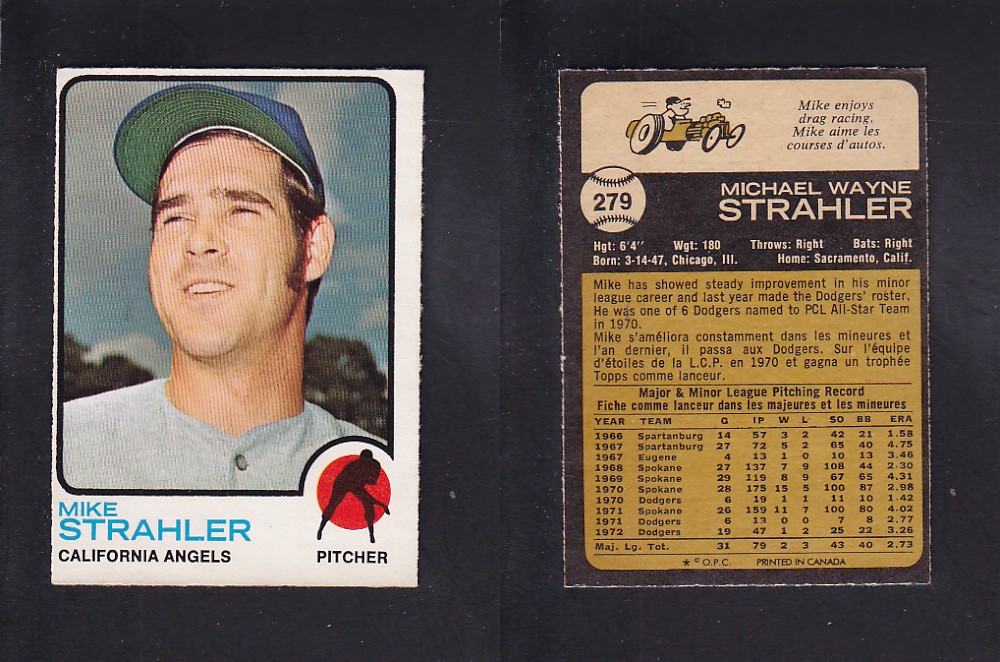 MIKE
STRAHLER
CALIFORNIA ANGELS
PITCHER
Mike enjoys
drag racing.
Mike aime les
courses d'autos.
279
MICHAEL WAYNE
STRAHLER
Hgt: 6'4" Wgt: 180 Throws: Right Bats: Right
Born: 3-14-47, Chicago, Ill. Home: Sacramento, Calif.
Mike has showed steady improvement in his minor
league career and last year made the Dodgers' roster.
He was one of 6 Dodgers named to PCL All-Star Team
in 1970.
Mike s'améliora constamment dans les mineures et
l'an dernier, il passa aux Dodgers. Sur l'équipe
d'étoiles de la L.C.P. en 1970 et gagna un trophée
Topps comme lanceur.
Major & Minor League Pitching Record
Fiche comme lanceur dans les majeures et les mineures
YEAR TEAM G IP W L SO BB ERA
1966 Spartanburg 14 57 3 2 42 21 1.58
1967 Spartanburg 27 72 5 2 65 40 4.75
1967 Eugene 4 13 1 0 10 13 3.46
1968 Spokane 27 137 7 9 108 44 2.30
1969 Spokane 29 119 8 9 67 65 4.31
1970 Spokane 28 175 15 5 100 87 2.98
1970 Dodgers 6 19 1 1 11 10 1.42
1971 Spokane 26 159 11 7 100 80 4.02
1971 Dodgers 6 13 0 0 7 8 2.77
1972 Dodgers 19 47 1 2 25 22 3.26
Maj. Lg. Tot. 31 79 2 3 43 40 2.73
* © O.P.C. PRINTED IN CANADA